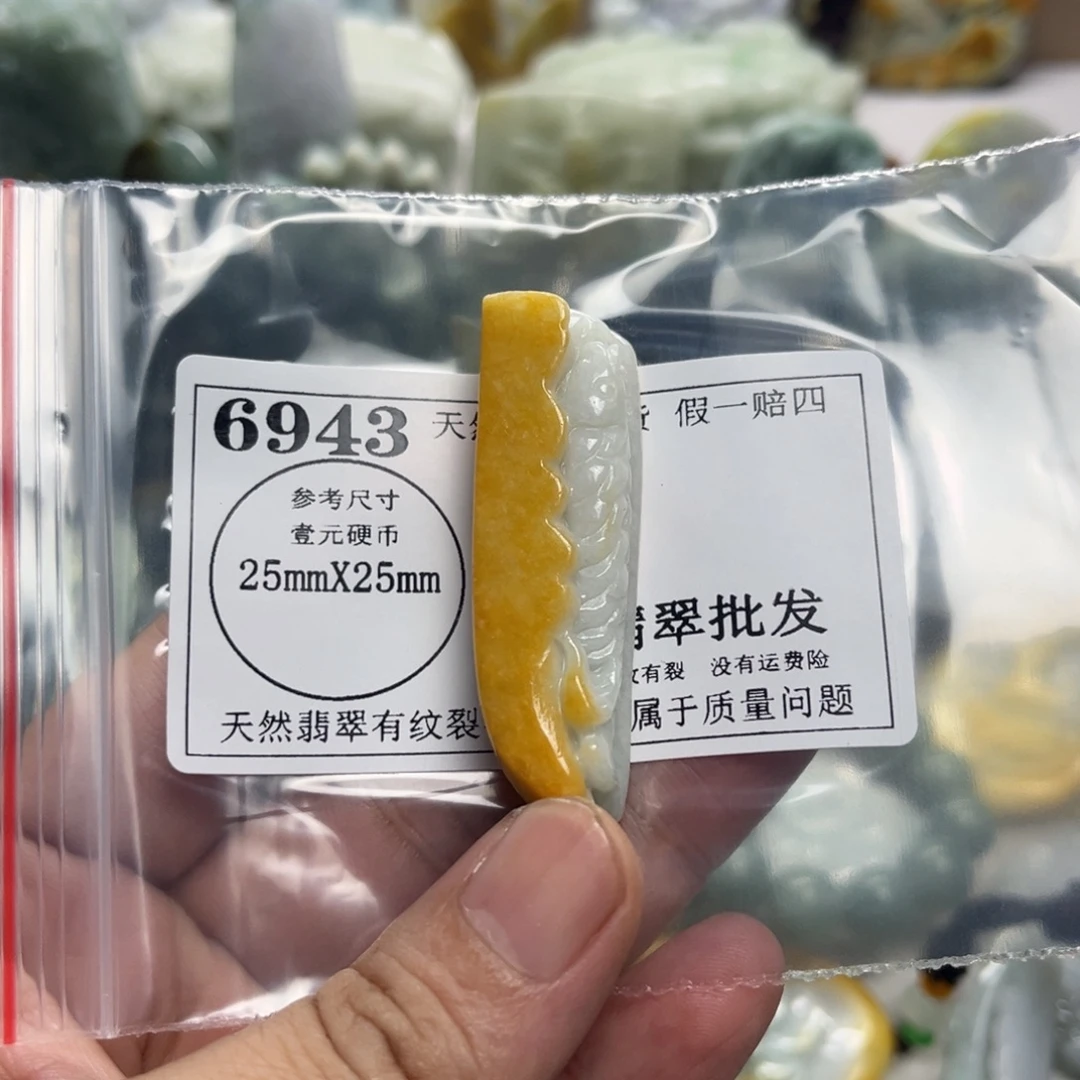 6943 天 假一赔四
参考尺寸
壹元硬币
25mmX25mm
翠批发
有裂 没有运费险
天然翡翠有纹裂 属于质量问题